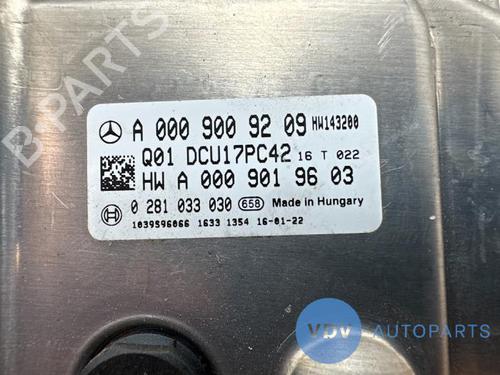 A 000 900 92 09 HW143200
Q01 DCU17PC42 16 T 022
HW A 000 901 96 03
0 281 033 030 658 Made in Hungary
1039S96066 1633 1354 16-01-22
B-PARTS
VDV AUTOPARTS